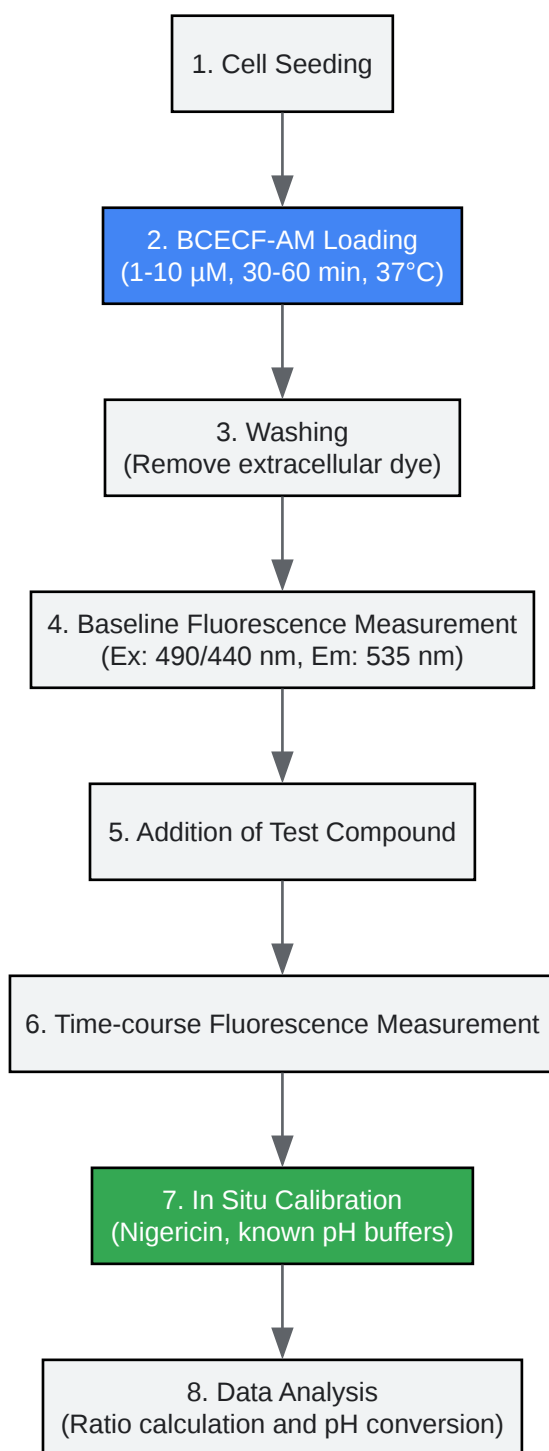 1. Cell Seeding
2. BCECF-AM Loading
(1-10 µM, 30-60 min, 37°C)
3. Washing
(Remove extracellular dye)
4. Baseline Fluorescence Measurement
(Ex: 490/440 nm, Em: 535 nm)
5. Addition of Test Compound
6. Time-course Fluorescence Measurement
7. In Situ Calibration
(Nigericin, known pH buffers)
8. Data Analysis
(Ratio calculation and pH conversion)